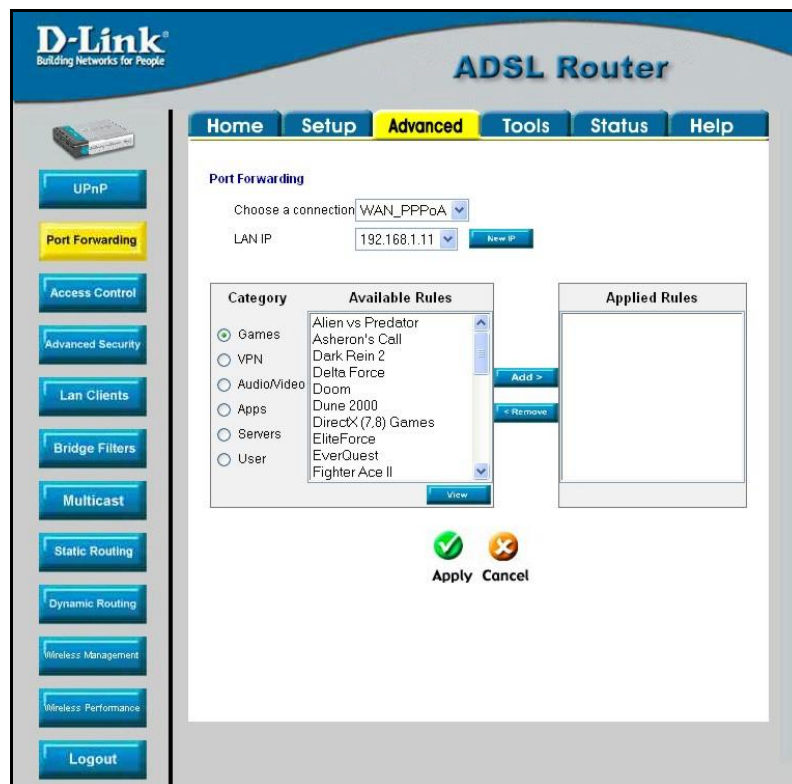 D-Link®
Building Networks for People
ADSL Router
Home Setup Advanced Tools Status Help
UPnP
Port Forwarding
Access Control
Advanced Security
Lan Clients
Bridge Filters
Multicast
Static Routing
Dynamic Routing
Wireless Management
Wireless Performance
Logout
Port Forwarding
Choose a connection WAN_PPPoA
LAN IP 192.168.1.11 New IP
Category
Games
VPN
Audio/Video
Apps
Servers
User
Available Rules
Alien vs Predator
Asheron's Call
Dark Rein 2
Delta Force
Doom
Dune 2000
DirectX (7,8) Games
EliteForce
EverQuest
Fighter Ace II
View
Add >
< Remove
Applied Rules
Apply Cancel